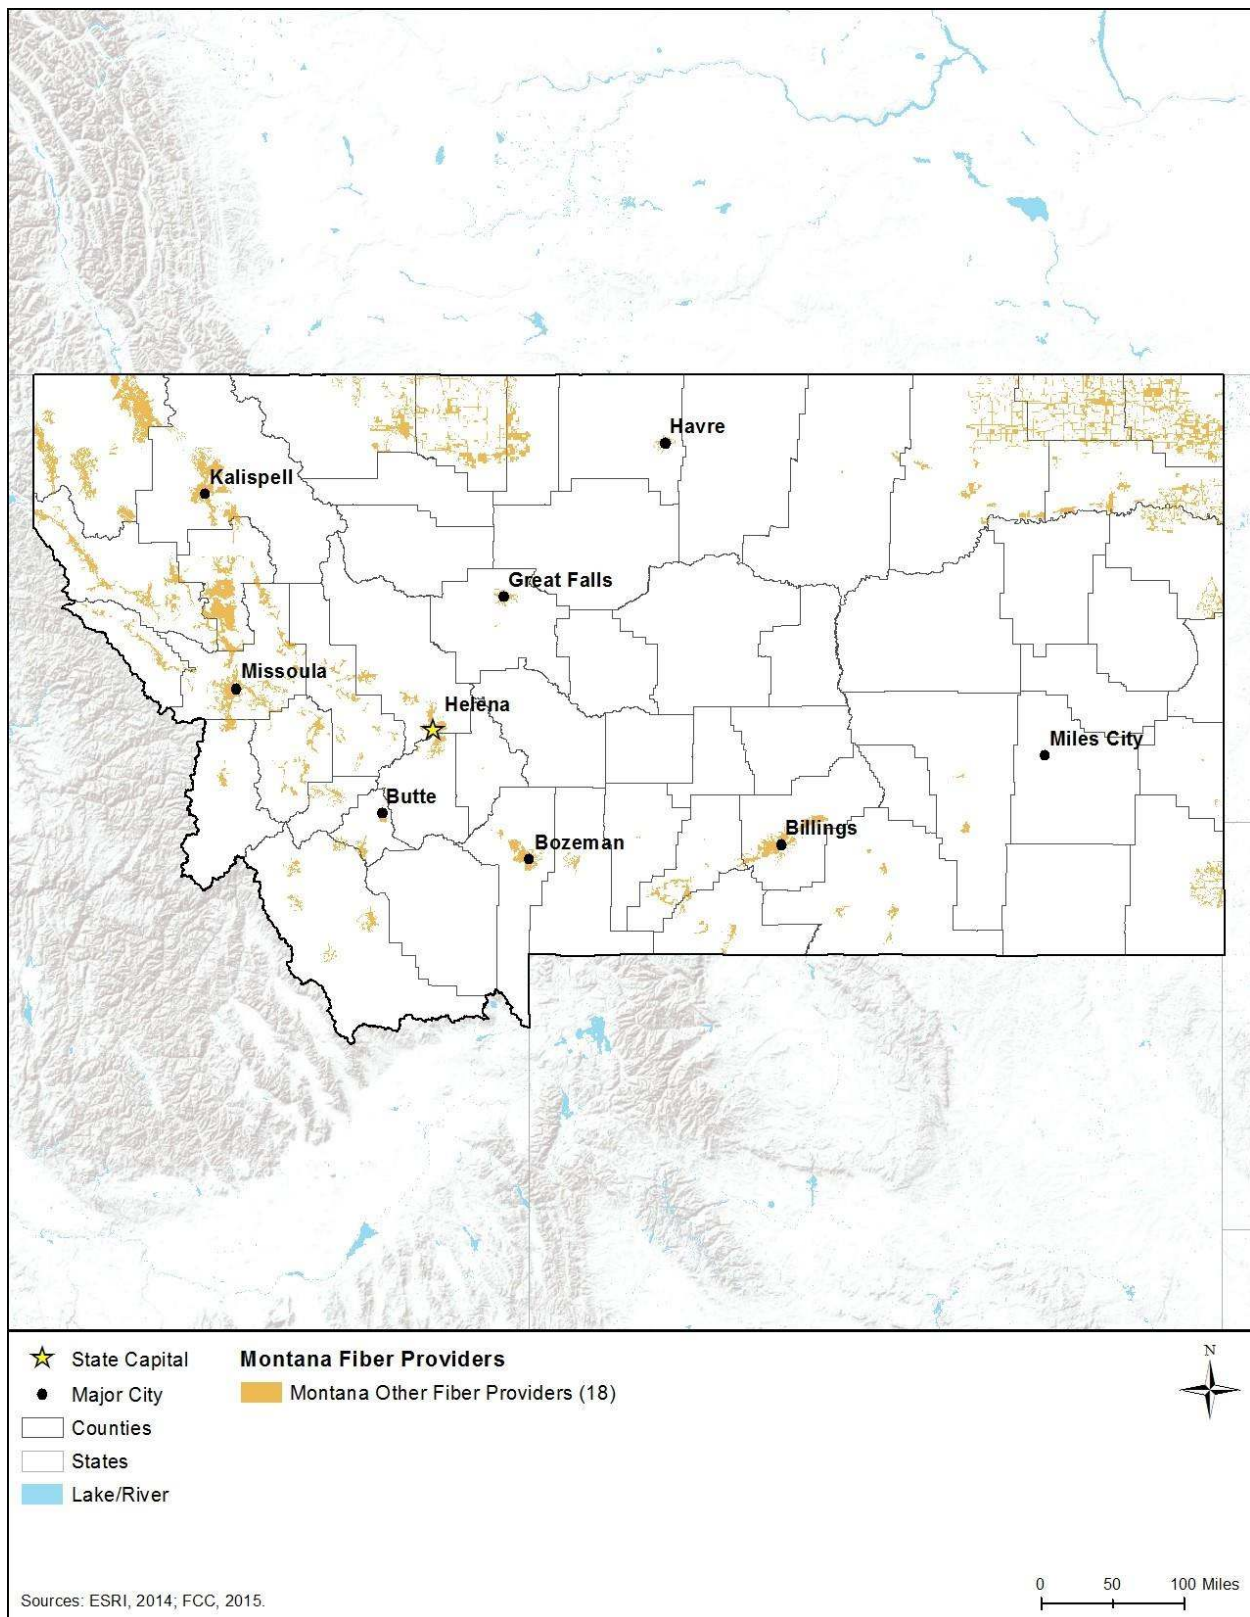 Havre
Kalispell
Great Falls
Missoula
Helena
Miles City
Butte
Billings
Bozeman
State Capital
Major City
Counties
States
Lake/River
Montana Fiber Providers
Montana Other Fiber Providers (18)
N
0 50 100 Miles
Sources: ESRI, 2014; FCC, 2015.